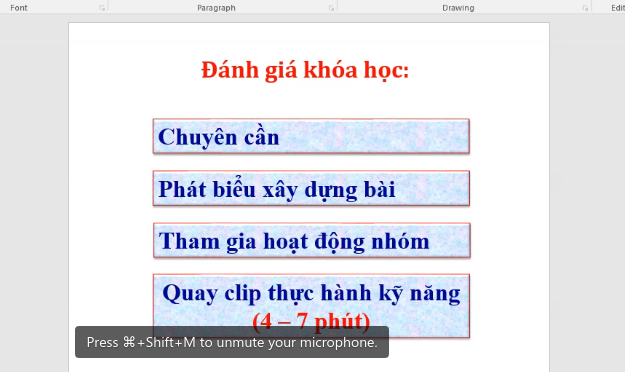 Font
Paragraph
Drawing
Edit
Đánh giá khóa học:
Chuyên cần
Phát biểu xây dựng bài
Tham gia hoạt động nhóm
Quay clip thực hành kỹ năng
(4 – 7 phút)
Press ⌘+Shift+M to unmute your microphone.